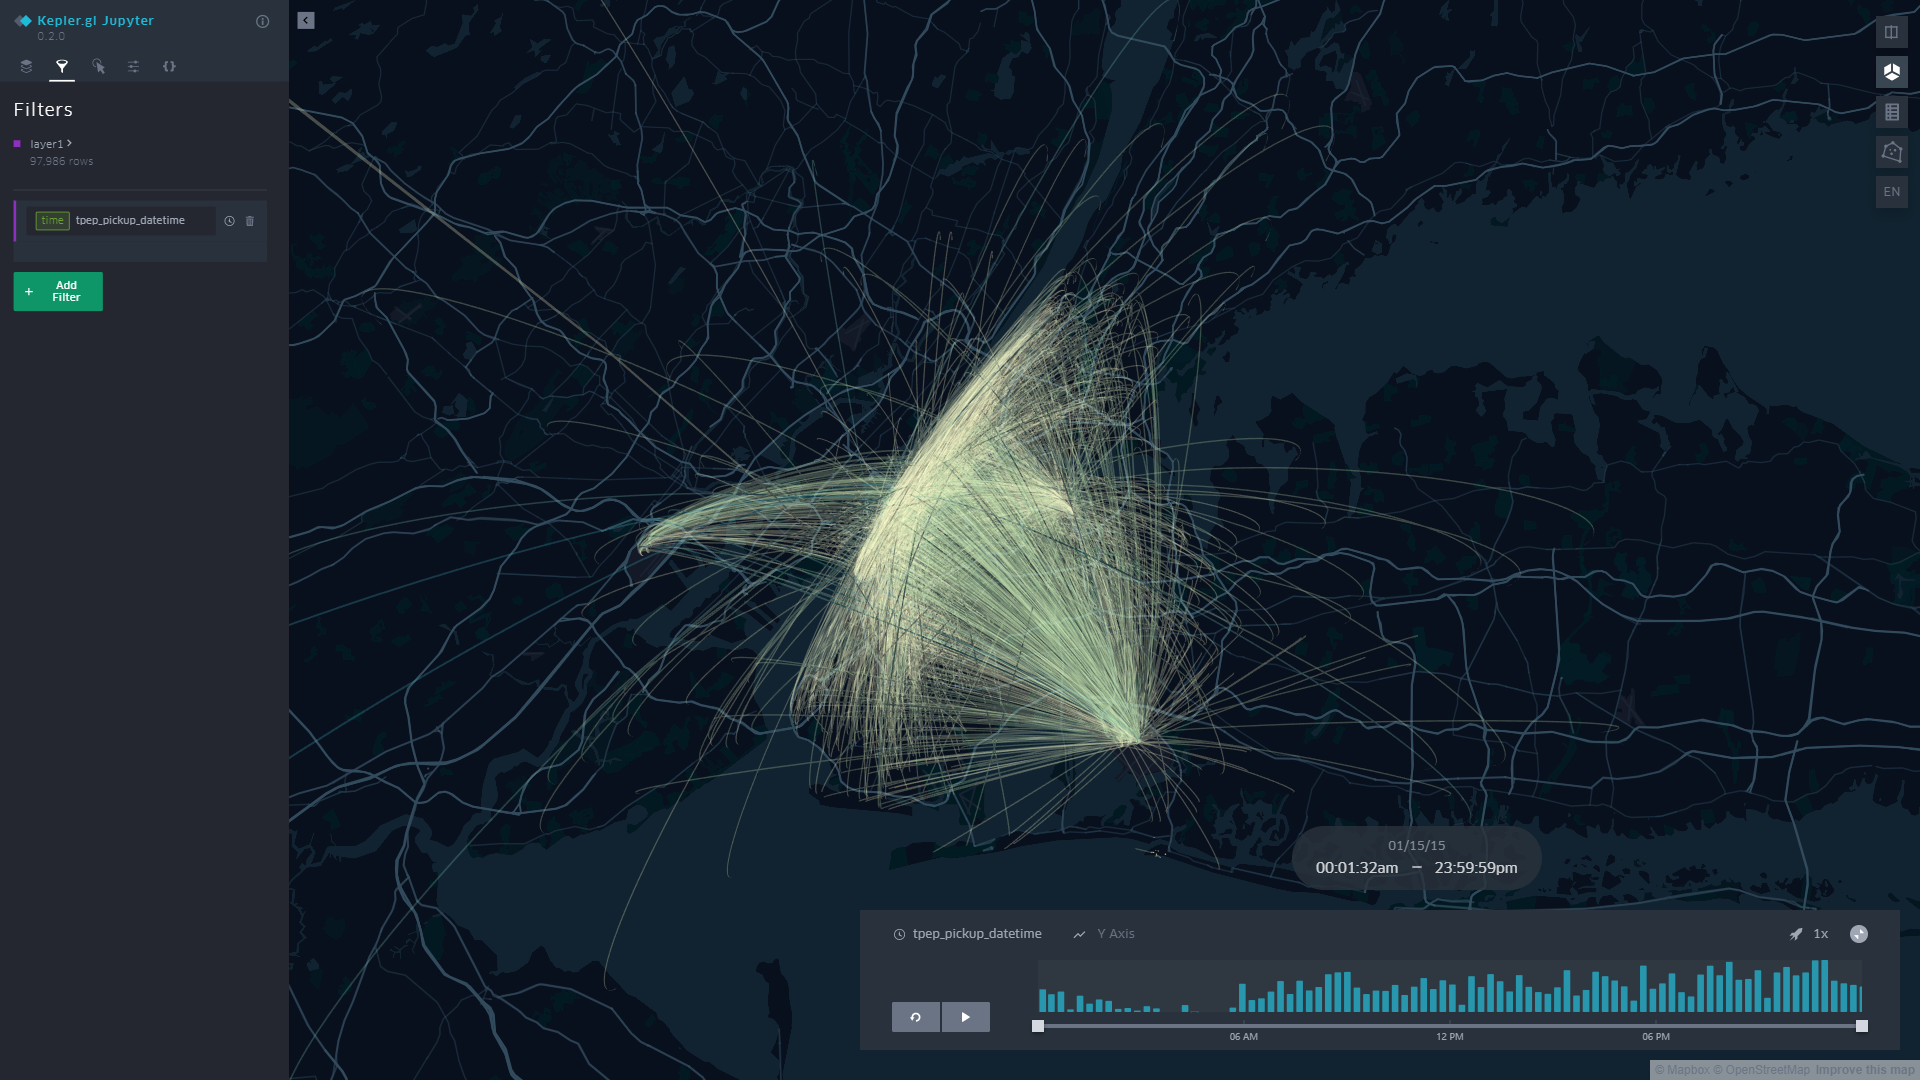 Kepler.gl Jupyter
0.2.0
Filters
layer1
97,986 rows
time tpep_pickup_datetime
+ Add
Filter
EN
01/15/15
00:01:32am – 23:59:59pm
tpep_pickup_datetime Y Axis 1x
06 AM 12 PM 06 PM
© Mapbox © OpenStreetMap Improve this map